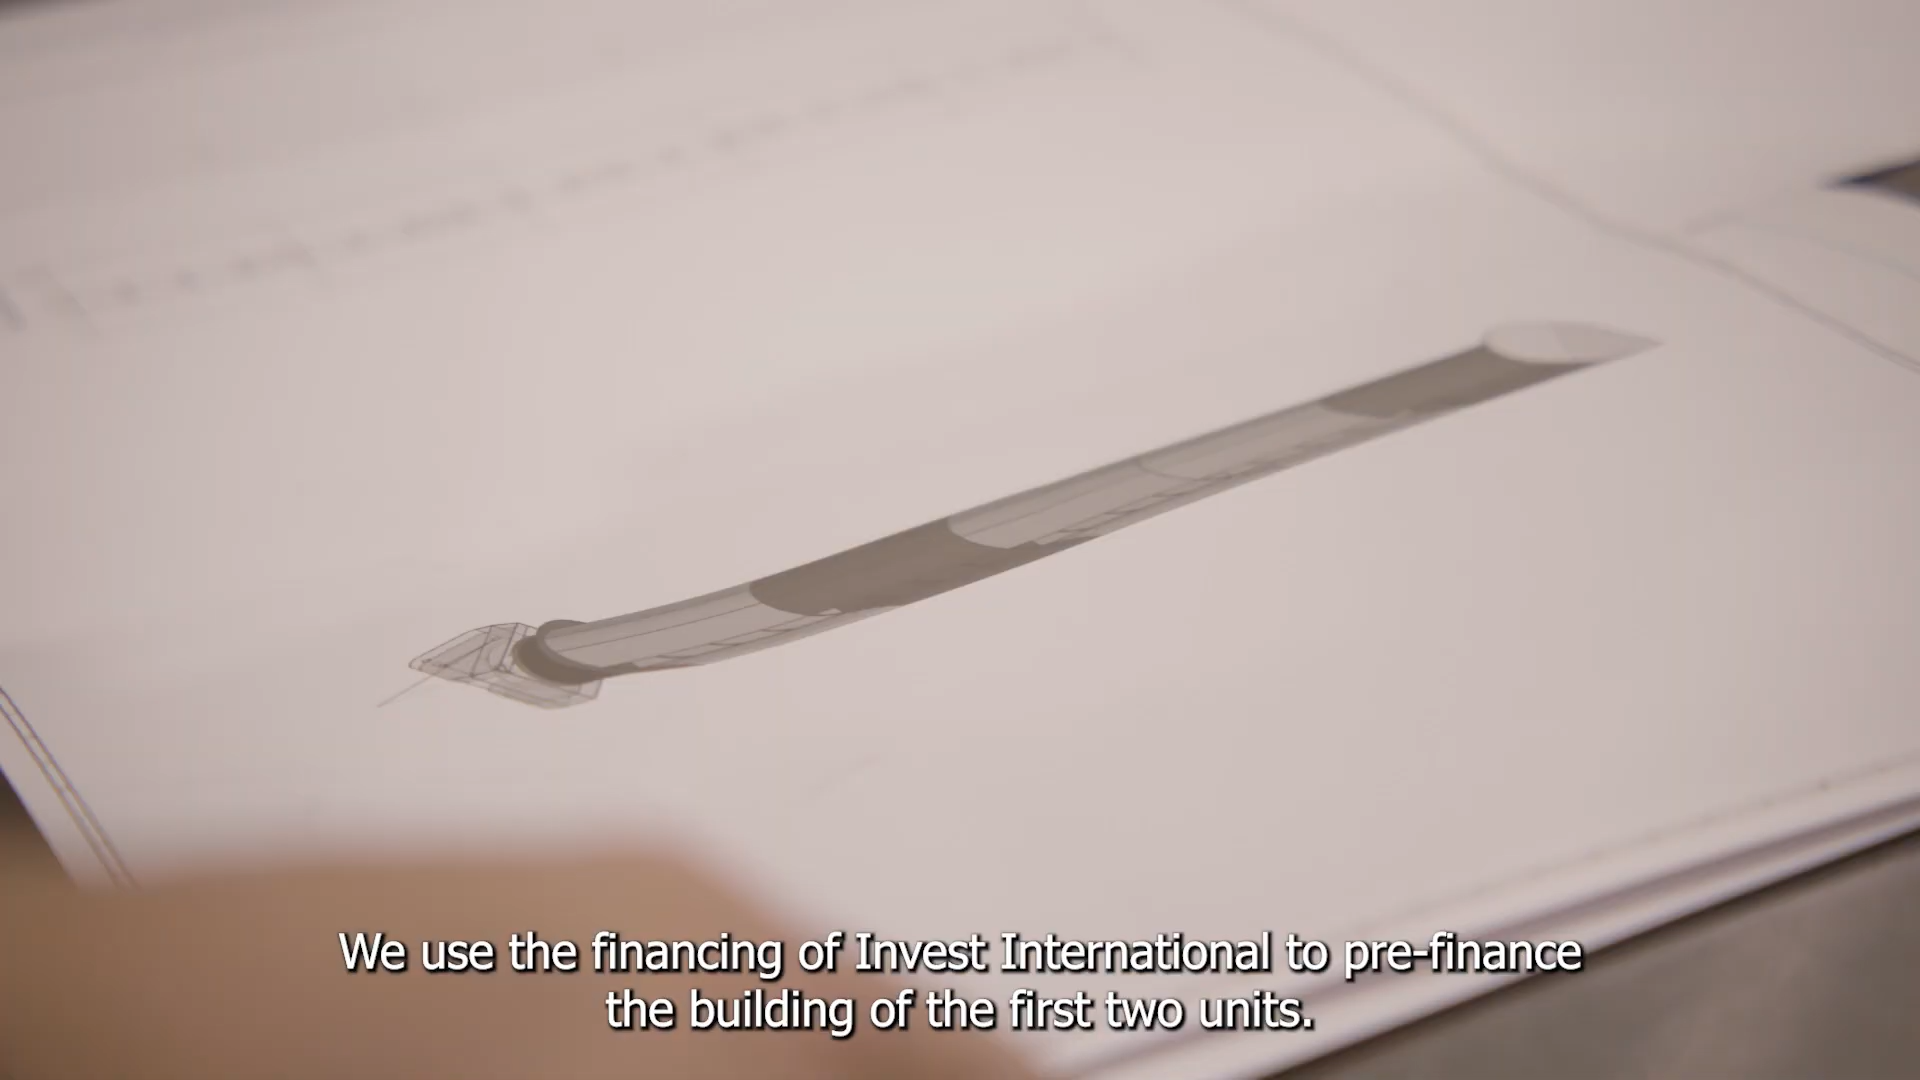 We use the financing of Invest International to pre-finance
the building of the first two units.